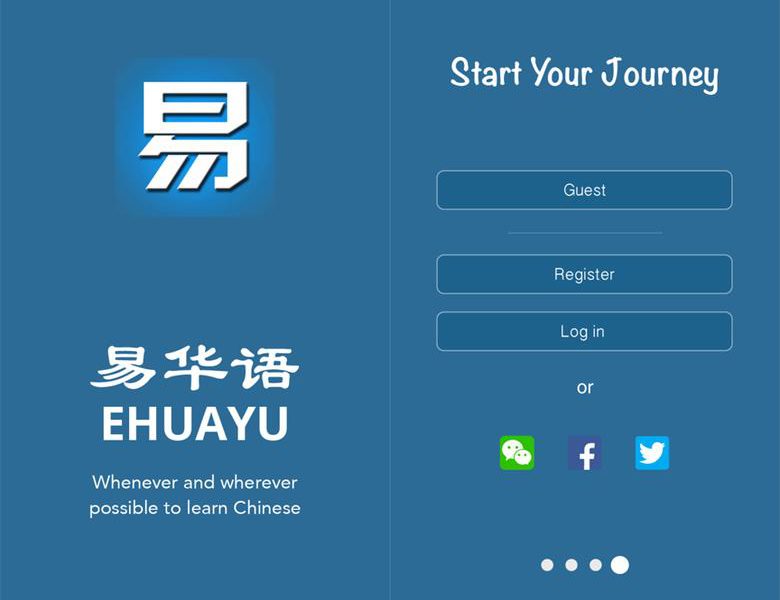 易
易华语
EHUAYU
Whenever and wherever
possible to learn Chinese
Start Your Journey
Guest
Register
Log in
or